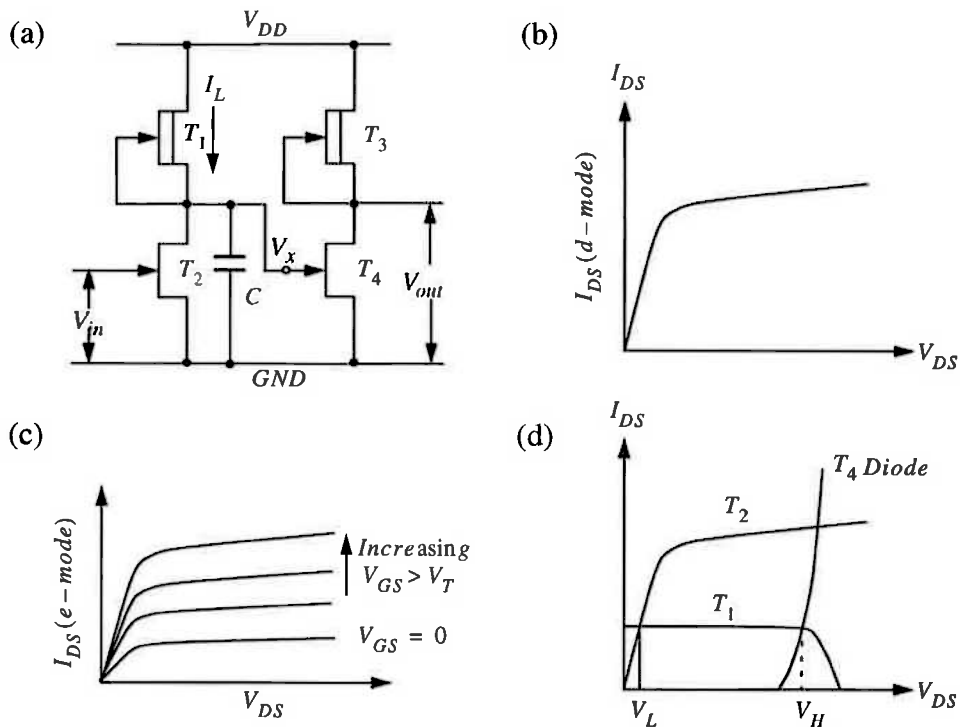 (a)
V_DD
I_L
T_1
T_3
T_2
C
V_x
T_4
V_in
V_out
GND
(b)
I_DS
I_DS (d - mode)
V_DS
(c)
I_DS (e - mode)
Increasing
V_GS > V_T
V_GS = 0
V_DS
(d)
I_DS
T_4 Diode
T_2
T_1
V_DS
V_L
V_H